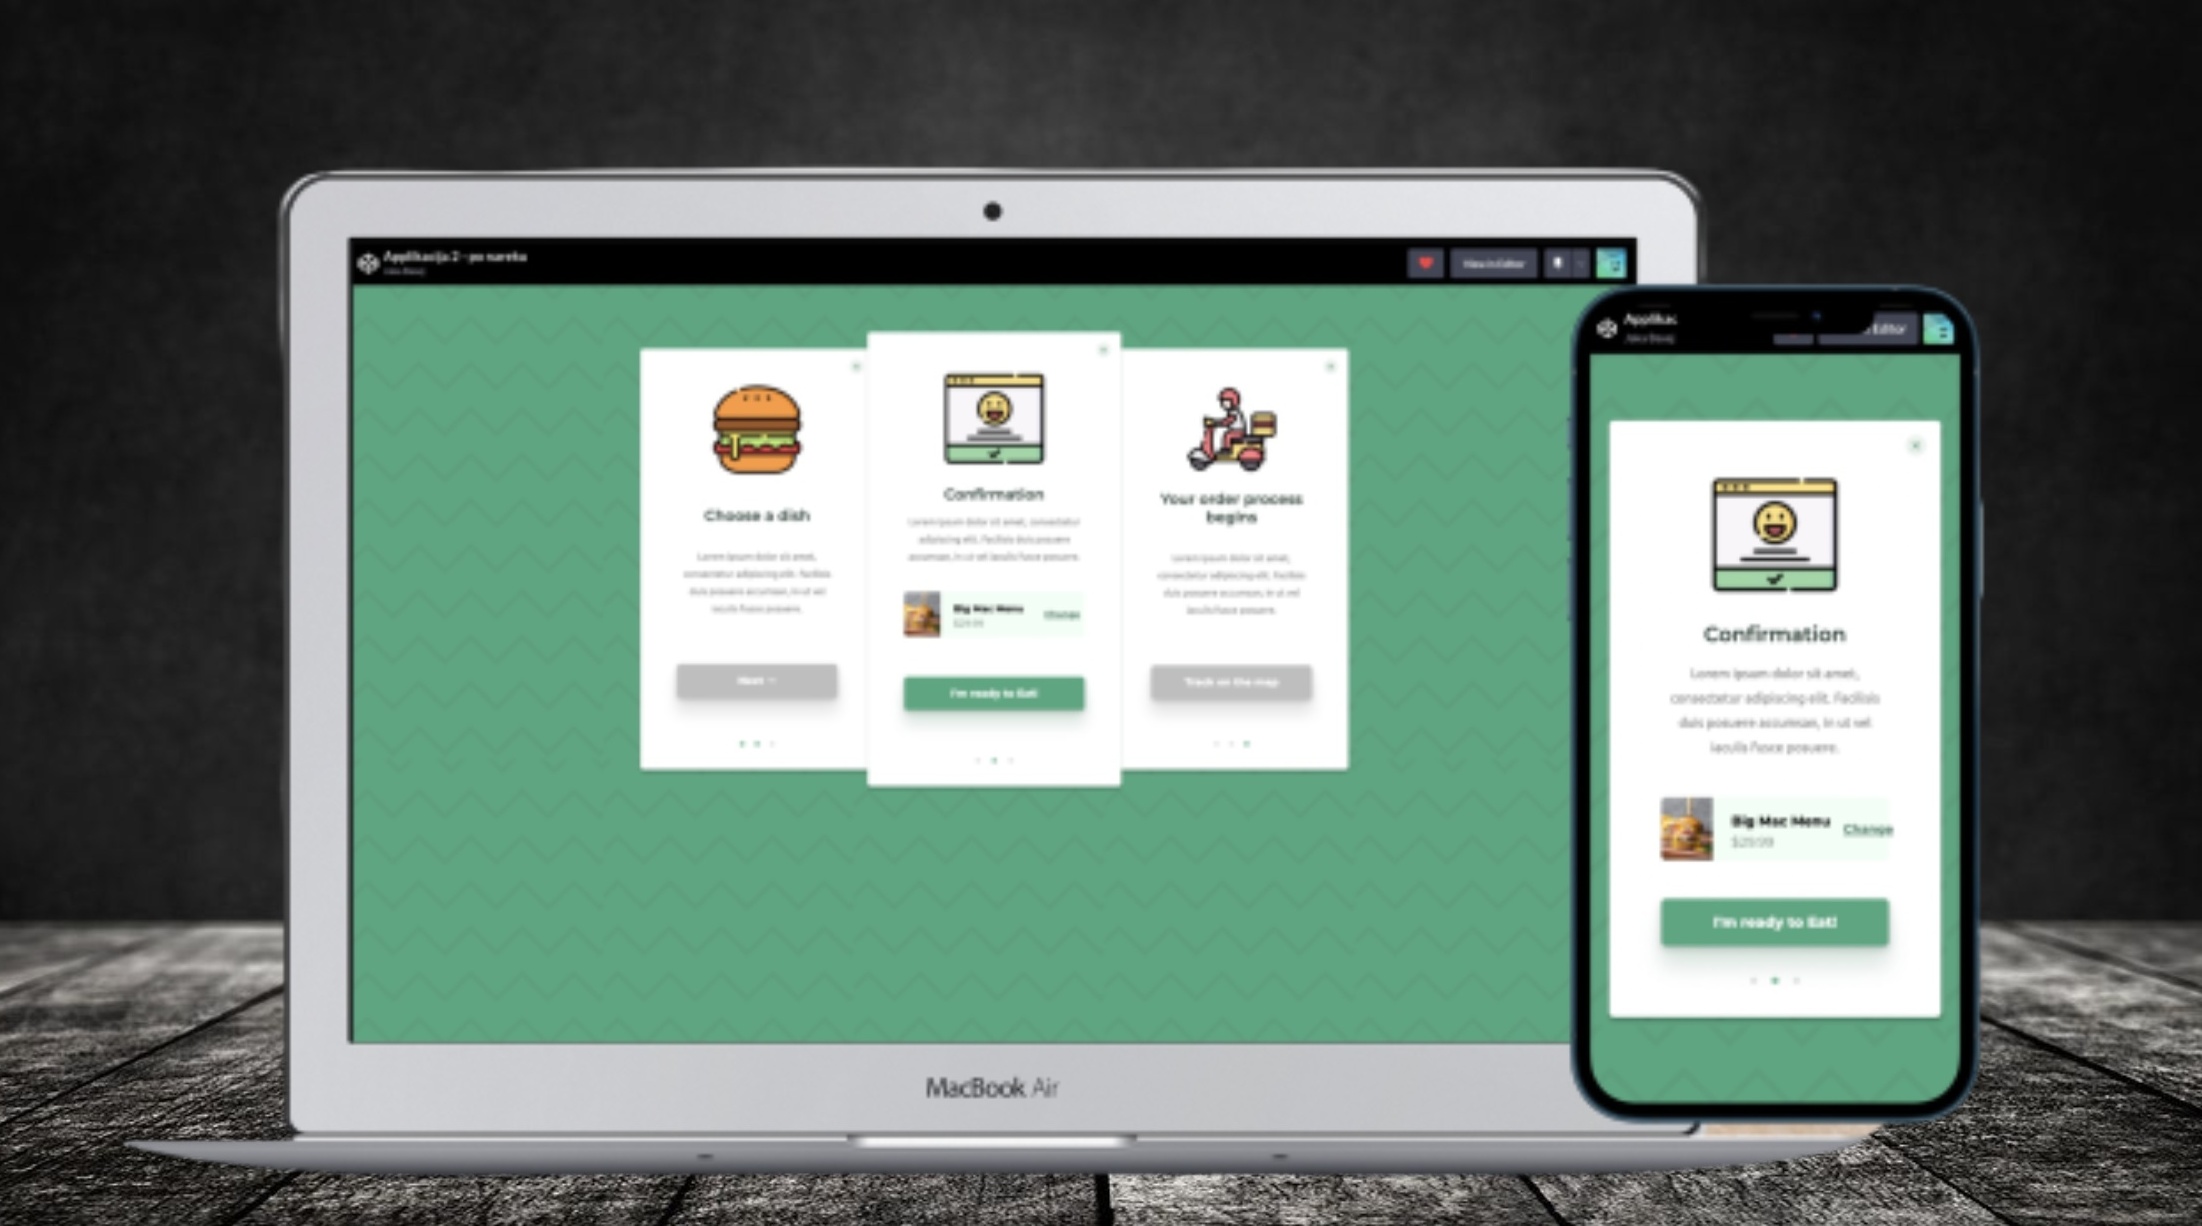 Applikacija 2 - po nareku
View in Editor
Choose a dish
Lorem ipsum dolor sit amet,
consectetur adipiscing elit. Facilisis
duis posuere accumsan, in ut vel
iaculis fusce posuere.
Next
Confirmation
Lorem ipsum dolor sit amet, consectetur
adipiscing elit. Facilisis duis posuere
accumsan, in ut vel iaculis fusce posuere.
Big Mac Menu
Change
I'm ready to Eat!
Your order process
begins
Lorem ipsum dolor sit amet,
consectetur adipiscing elit. Facilisis
duis posuere accumsan, in ut vel
iaculis fusce posuere.
Track on the map
MacBook Air
Applikac
Editor
Confirmation
Lorem ipsum dolor sit amet,
consectetur adipiscing elit. Facilisis
duis posuere accumsan, in ut vel
iaculis fusce posuere.
Big Mac Menu
Change
$29.99
I'm ready to Eat!